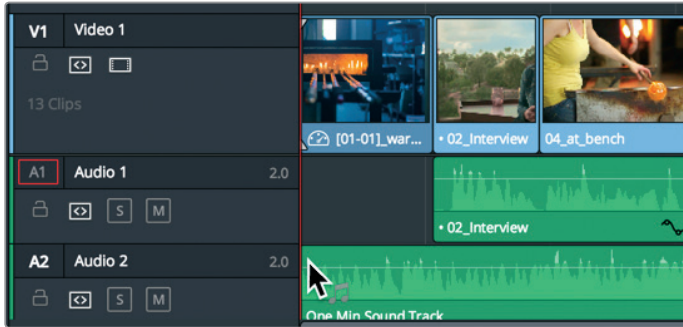 V1 Video 1
13 Clips
[01-01]_war...
• 02_Interview
04_at_bench
A1 Audio 1 2.0
S M
• 02_Interview
A2 Audio 2 2.0
S M
One Min Sound Track